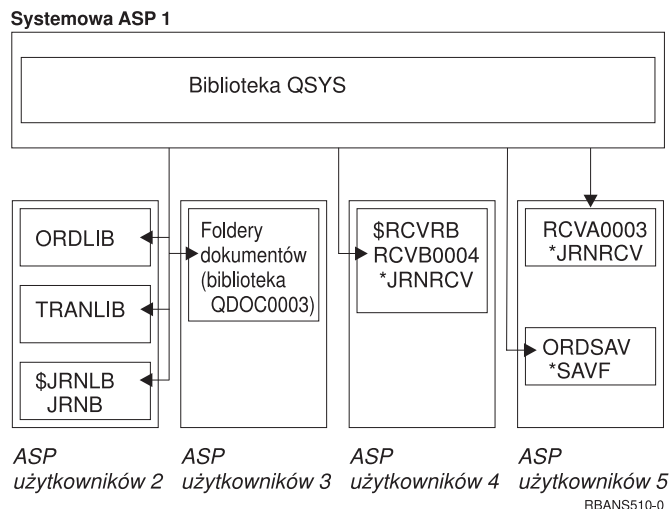 Systemowa ASP 1
Biblioteka QSYS
ORDLIB
TRANLIB
$JRNLB
JRNB
Foldery
dokumentów
(biblioteka
QDOC0003)
$RCVRB
RCVB0004
*JRNRCV
RCVA0003
*JRNRCV
ORDSAV
*SAVF
ASP
użytkowników 2
ASP
użytkowników 3
ASP
użytkowników 4
ASP
użytkowników 5
RBANS510-0